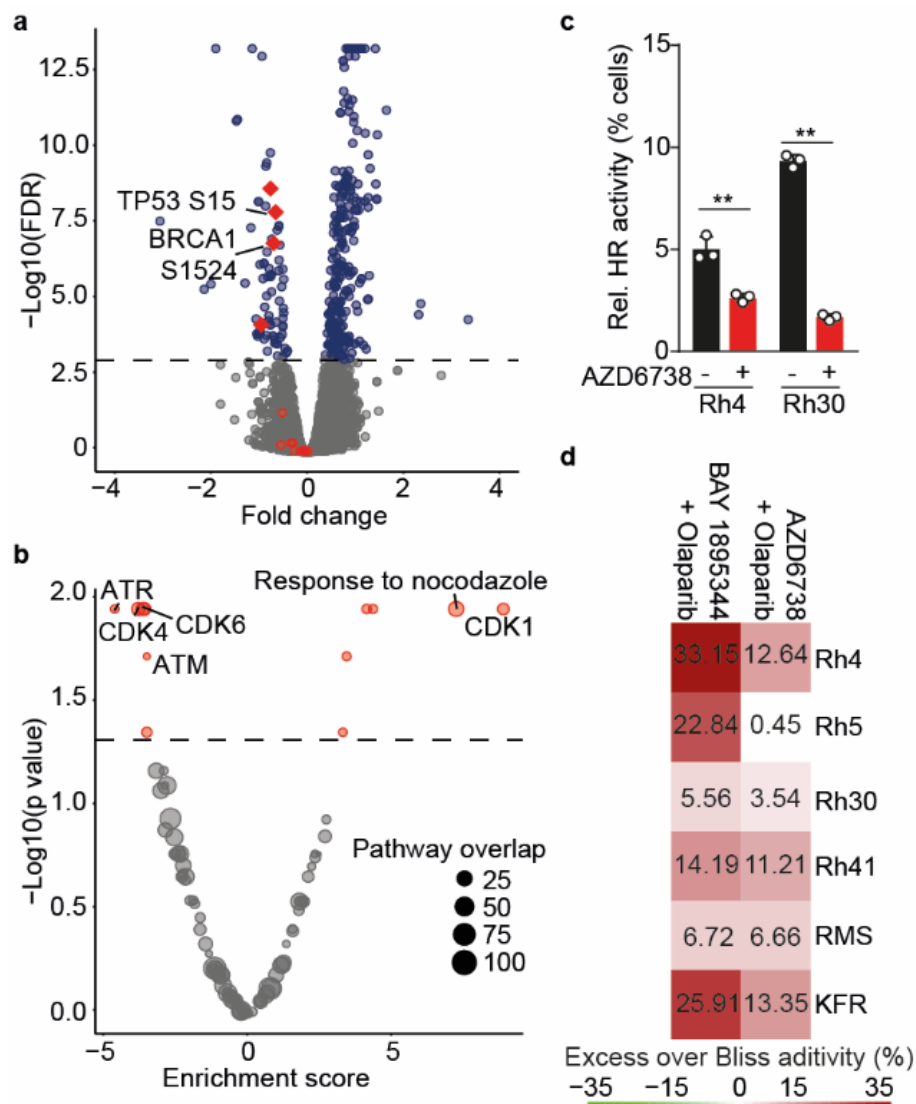 a
12.5
10.0
7.5
5.0
2.5
0
−Log10(FDR)
TP53 S15
BRCA1
S1524
−4
−2
0
2
4
Fold change
b
2.0
1.5
1.0
0.5
0.0
−Log10(p value)
ATR
CDK4
CDK6
ATM
Response to nocodazole
CDK1
Pathway overlap
25
50
75
100
−5
0
5
Enrichment score
c
15
10
5
0
Rel. HR activity (% cells)
**
**
AZD6738 - + - +
Rh4 Rh30
d
BAY 1895344
+ Olaparib
AZD6738
+ Olaparib
33.15 12.64 Rh4
22.84 0.45 Rh5
5.56 3.54 Rh30
14.19 11.21 Rh41
6.72 6.66 RMS
25.91 13.35 KFR
Excess over Bliss aditivity (%)
−35 −15 0 15 35